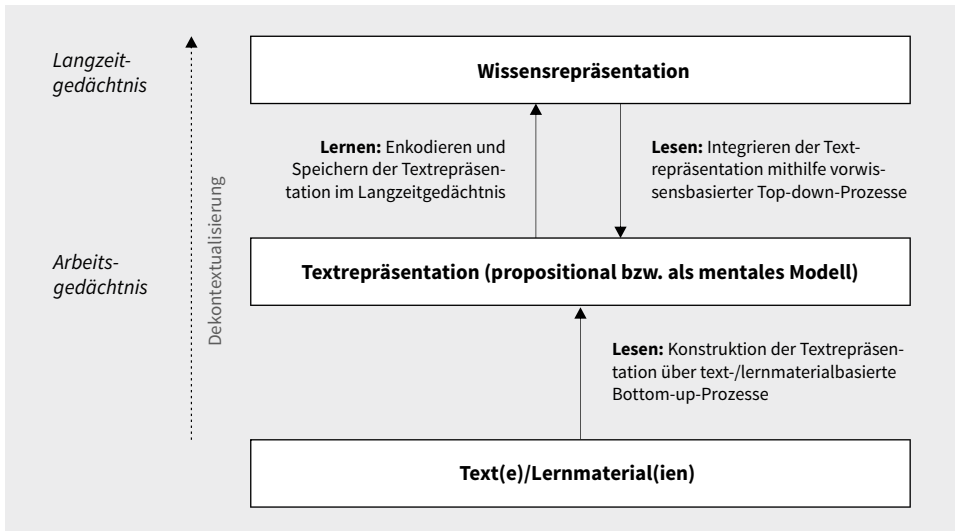 Langzeit-
gedächtnis
Wissensrepräsentation
Lernen: Enkodieren und
Speichern der Textrepräsen-
tation im Langzeitgedächtnis
Lesen: Integrieren der Text-
repräsentation mithilfe vorwis-
sensbasierter Top-down-Prozesse
Dekontextualisierung
Arbeits-
gedächtnis
Textrepräsentation (propositional bzw. als mentales Modell)
Lesen: Konstruktion der Textrepräsen-
tation über text-/lernmaterialbasierte
Bottom-up-Prozesse
Text(e)/Lernmaterial(ien)